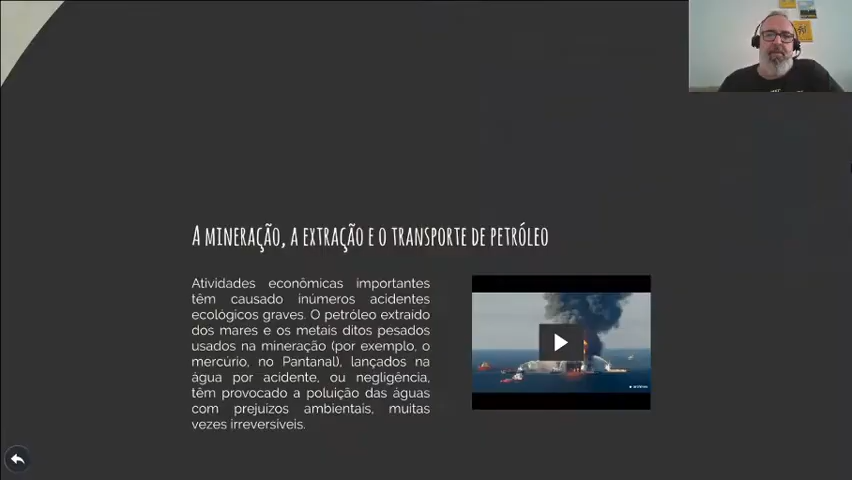 A MINERAÇÃO, A EXTRAÇÃO E O TRANSPORTE DE PETRÓLEO
Atividades econômicas importantes
têm causado inúmeros acidentes
ecológicos graves. O petróleo extraído
dos mares e os metais ditos pesados
usados na mineração (por exemplo, o
mercúrio, no Pantanal), lançados na
água por acidente, ou negligência,
têm provocado a poluição das águas
com prejuízos ambientais, muitas
vezes irreversíveis.